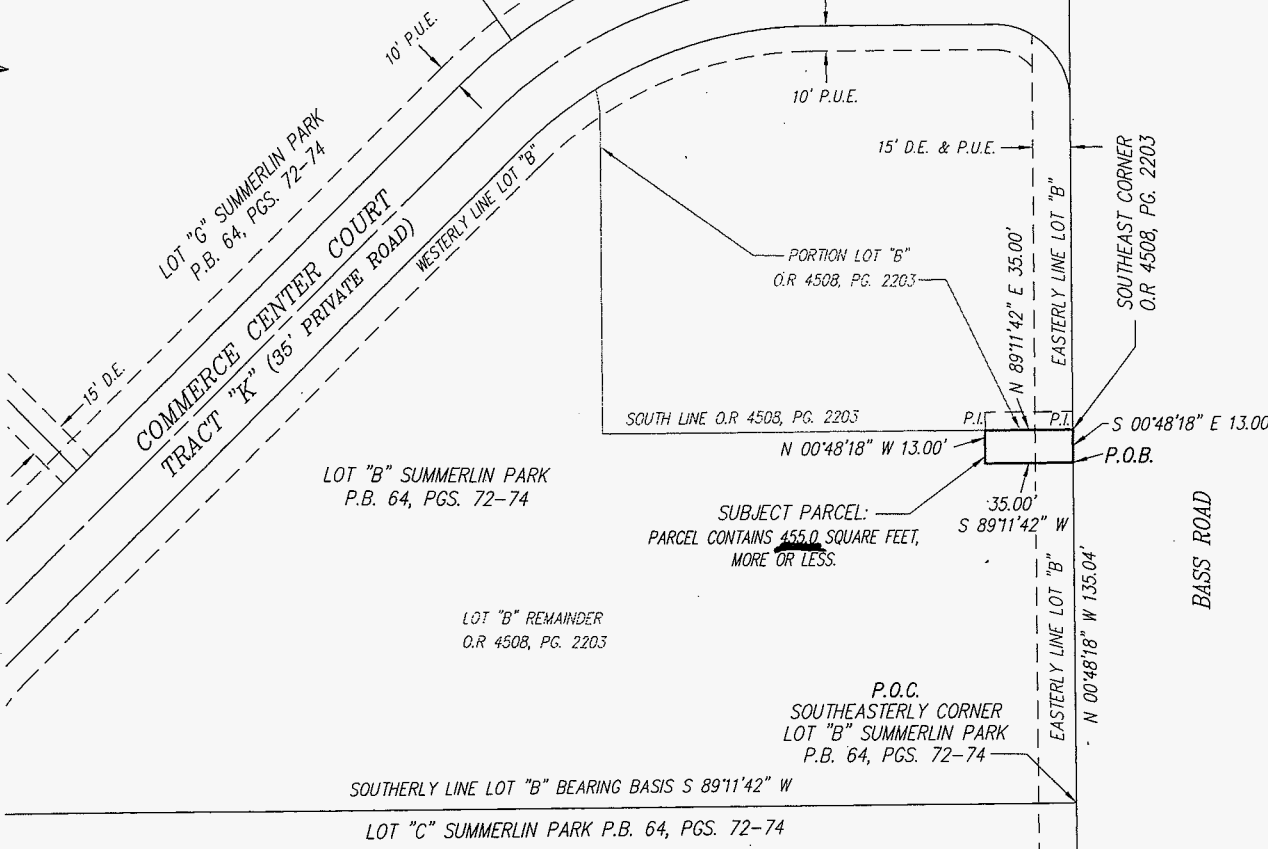 10' P.U.E.
10' P.U.E.
15' D.E. & P.U.E.
LOT "G" SUMMERLIN PARK
P.B. 64, PGS. 72-74
COMMERCE CENTER COURT
TRACT "K" (35' PRIVATE ROAD)
WESTERLY LINE LOT "B"
15' D.E.
PORTION LOT "B"
O.R 4508, PG. 2203
N 89°11'42" E 35.00'
EASTERLY LINE LOT "B"
SOUTHEAST CORNER
O.R 4508, PG. 2203
SOUTH LINE O.R 4508, PG. 2203
P.I.
P.I.
S 00°48'18" E 13.00
N 00°48'18" W 13.00'
P.O.B.
LOT "B" SUMMERLIN PARK
P.B. 64, PGS. 72-74
35.00'
S 89°11'42" W
SUBJECT PARCEL:
PARCEL CONTAINS 455.0 SQUARE FEET,
MORE OR LESS.
BASS ROAD
EASTERLY LINE LOT "B"
N 00°48'18" W 135.04'
LOT "B" REMAINDER
O.R 4508, PG. 2203
P.O.C.
SOUTHEASTERLY CORNER
LOT "B" SUMMERLIN PARK
P.B. 64, PGS. 72-74
SOUTHERLY LINE LOT "B" BEARING BASIS S 89°11'42" W
LOT "C" SUMMERLIN PARK P.B. 64, PGS. 72-74